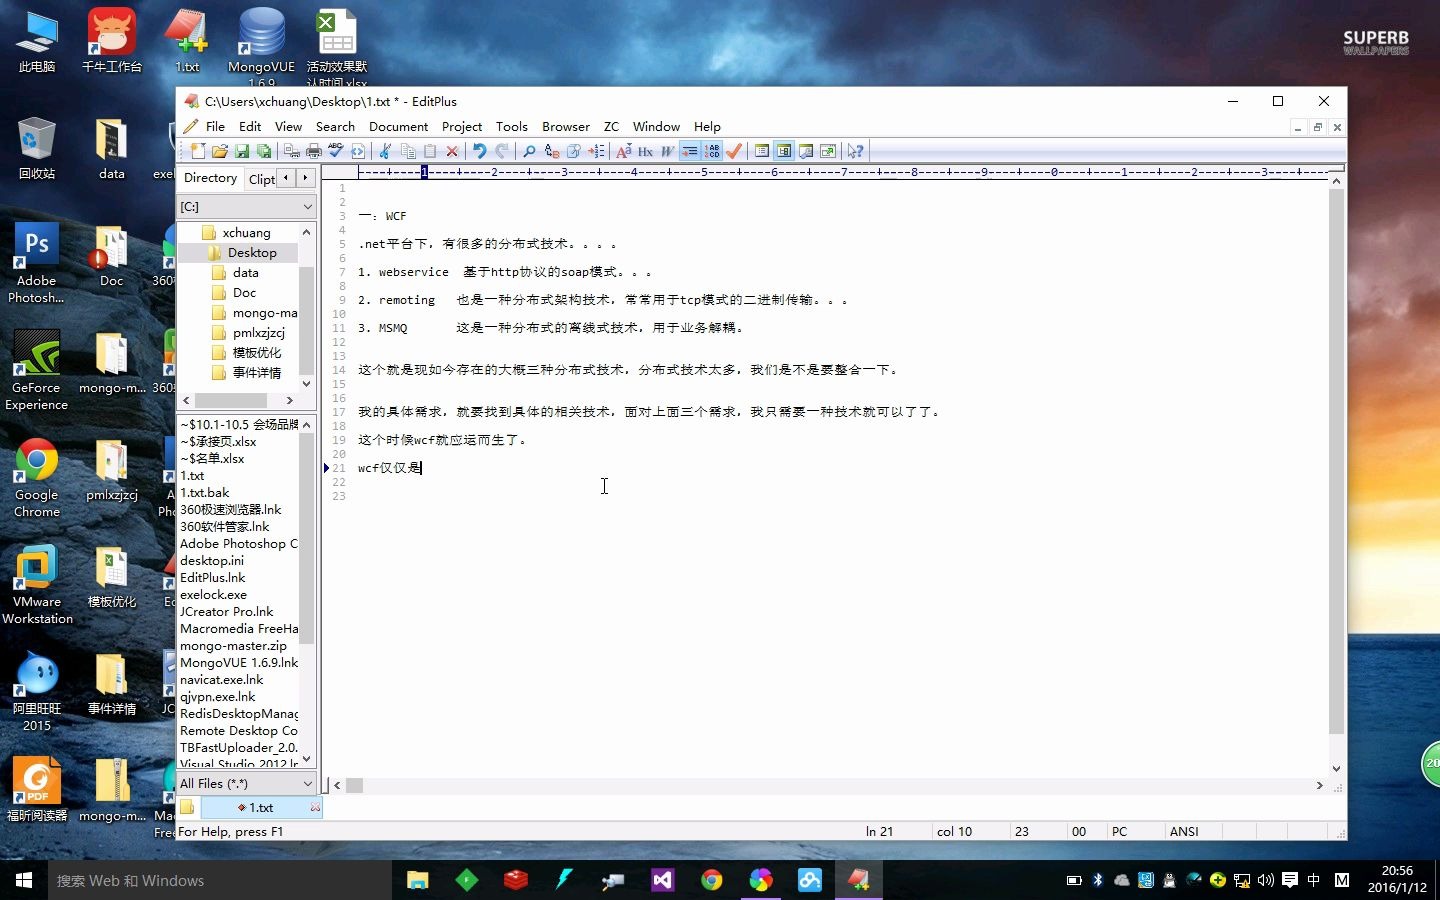 此电脑
千牛工作台
1.txt
MongoVUE 1.6.9
活动效果默认时间.xlsx
SUPERB
WALLPAPERS
回收站
data
Adobe Photosh...
Doc
GeForce Experience
mongo-m...
Google Chrome
pmlxzjzcj
VMware Workstation
模板优化
阿里旺旺 2015
事件详情
福昕阅读器
mongo-m...
C:\Users\xchuang\Desktop\1.txt * - EditPlus
File Edit View Search Document Project Tools Browser ZC Window Help
Directory Clipt
[C:]
xchuang
Desktop
data
Doc
mongo-ma
pmlxzjzcj
模板优化
事件详情
~$10.1-10.5 会场品牌
~$承接页.xlsx
~$名单.xlsx
1.txt
1.txt.bak
360极速浏览器.lnk
360软件管家.lnk
Adobe Photoshop C
desktop.ini
EditPlus.lnk
exelock.exe
JCreator Pro.lnk
Macromedia FreeHa
mongo-master.zip
MongoVUE 1.6.9.lnk
navicat.exe.lnk
qjvpn.exe.lnk
RedisDesktopManag
Remote Desktop Co
TBFastUploader_2.0.
Visual Studio 2012.lr
All Files (*.*)
1.txt
----+----1----+----2----+----3----+----4----+----5----+----6----+----7----+----8----+----9----+----0----+----1----+----2----+----3----+--
1
2
3 一：WCF
4
5 .net平台下，有很多的分布式技术。。。。
6
7 1. webservice 基于http协议的soap模式。。。
8
9 2. remoting 也是一种分布式架构技术，常常用于tcp模式的二进制传输。。。
10
11 3. MSMQ 这是一种分布式的离线式技术，用于业务解耦。
12
13
14 这个就是现如今存在的大概三种分布式技术，分布式技术太多，我们是不是要整合一下。
15
16
17 我的具体需求，就要找到具体的相关技术，面对上面三个需求，我只需要一种技术就可以了了。
18
19 这个时候wcf就应运而生了。
20
21 wcf仅仅是
22
23
For Help, press F1
ln 21 col 10 23 00 PC ANSI
搜索 Web 和 Windows
中
M
20:56
2016/1/12